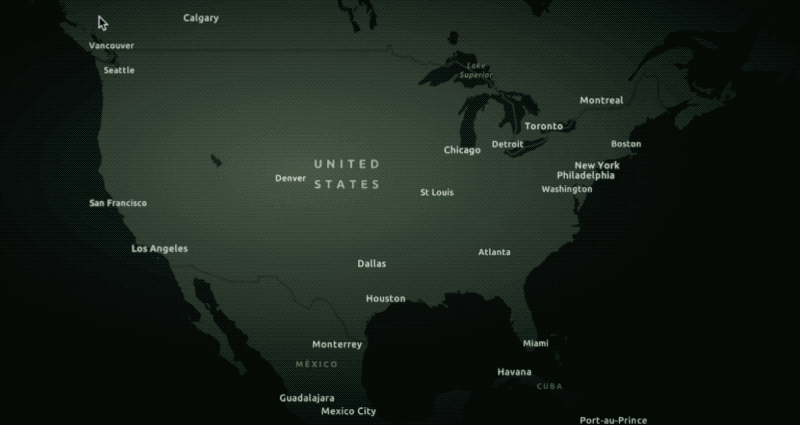 Calgary
Vancouver
Seattle
Lake
Superior
Montreal
Toronto
Detroit
Boston
Chicago
UNITED
STATES
New York
Philadelphia
Denver
Washington
St Louis
San Francisco
Los Angeles
Atlanta
Dallas
Houston
Monterrey
Miami
MÉXICO
Havana
CUBA
Guadalajara
Mexico City
Port-au-Prince